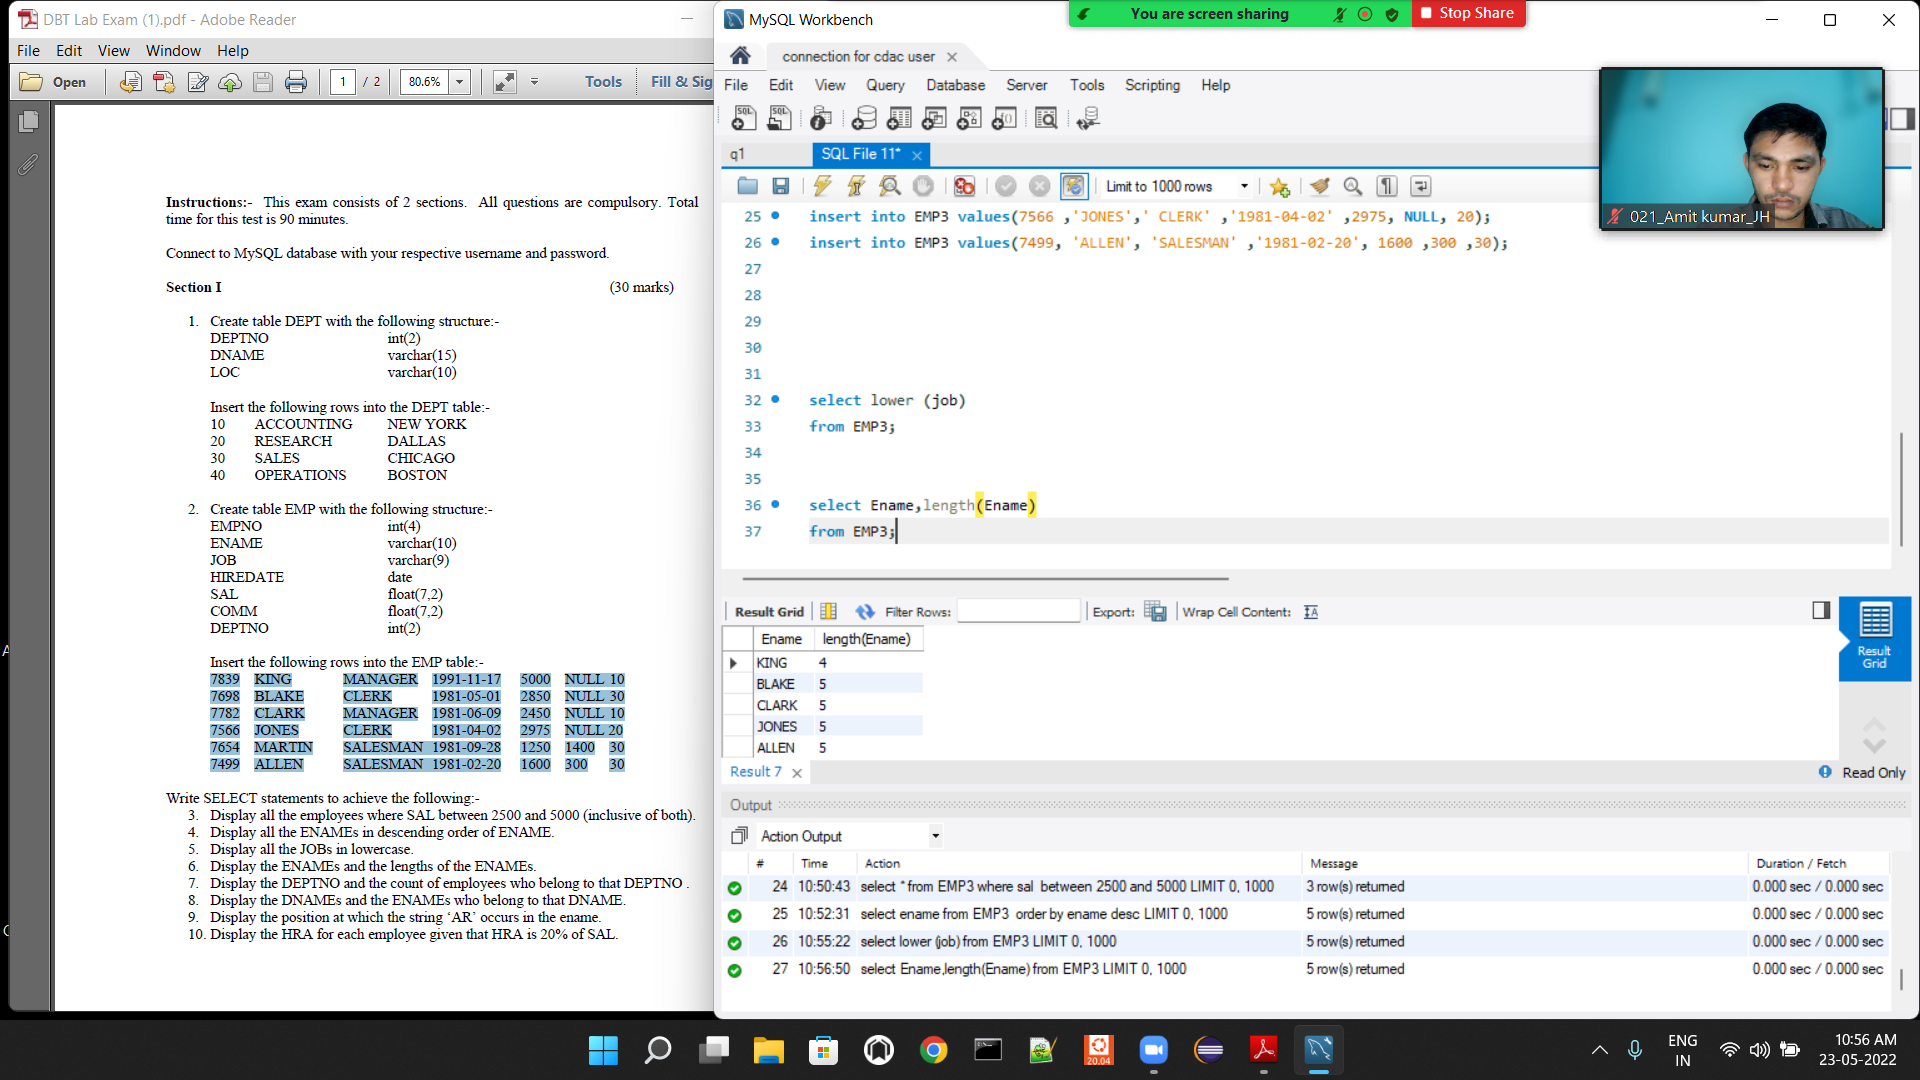 DBT Lab Exam (1).pdf - Adobe Reader
File Edit View Window Help
Open 1 / 2 80.6% Tools Fill & Sig
Instructions:- This exam consists of 2 sections. All questions are compulsory. Total
time for this test is 90 minutes.
Connect to MySQL database with your respective username and password.
Section I (30 marks)
1. Create table DEPT with the following structure:-
DEPTNO int(2)
DNAME varchar(15)
LOC varchar(10)
Insert the following rows into the DEPT table:-
10 ACCOUNTING NEW YORK
20 RESEARCH DALLAS
30 SALES CHICAGO
40 OPERATIONS BOSTON
2. Create table EMP with the following structure:-
EMPNO int(4)
ENAME varchar(10)
JOB varchar(9)
HIREDATE date
SAL float(7,2)
COMM float(7,2)
DEPTNO int(2)
Insert the following rows into the EMP table:-
7839 KING MANAGER 1991-11-17 5000 NULL 10
7698 BLAKE CLERK 1981-05-01 2850 NULL 30
7782 CLARK MANAGER 1981-06-09 2450 NULL 10
7566 JONES CLERK 1981-04-02 2975 NULL 20
7654 MARTIN SALESMAN 1981-09-28 1250 1400 30
7499 ALLEN SALESMAN 1981-02-20 1600 300 30
Write SELECT statements to achieve the following:-
3. Display all the employees where SAL between 2500 and 5000 (inclusive of both).
4. Display all the ENAMEs in descending order of ENAME.
5. Display all the JOBs in lowercase.
6. Display the ENAMEs and the lengths of the ENAMEs.
7. Display the DEPTNO and the count of employees who belong to that DEPTNO .
8. Display the DNAMEs and the ENAMEs who belong to that DNAME.
9. Display the position at which the string ‘AR’ occurs in the ename.
10. Display the HRA for each employee given that HRA is 20% of SAL.
MySQL Workbench
You are screen sharing
Stop Share
connection for cdac user
File Edit View Query Database Server Tools Scripting Help
q1 SQL File 11*
Limit to 1000 rows
021_Amit kumar_JH
25 insert into EMP3 values(7566 ,'JONES',' CLERK' ,'1981-04-02' ,2975, NULL, 20);
26 insert into EMP3 values(7499, 'ALLEN', 'SALESMAN' ,'1981-02-20', 1600 ,300 ,30);
27
28
29
30
31
32 select lower (job)
33 from EMP3;
34
35
36 select Ename,length(Ename)
37 from EMP3;
Result Grid Filter Rows: Export: Wrap Cell Content:
Ename length(Ename)
KING 4
BLAKE 5
CLARK 5
JONES 5
ALLEN 5
Result Grid
Result 7 Read Only
Output
Action Output
# Time Action Message Duration / Fetch
24 10:50:43 select * from EMP3 where sal between 2500 and 5000 LIMIT 0, 1000 3 row(s) returned 0.000 sec / 0.000 sec
25 10:52:31 select ename from EMP3 order by ename desc LIMIT 0, 1000 5 row(s) returned 0.000 sec / 0.000 sec
26 10:55:22 select lower (job) from EMP3 LIMIT 0, 1000 5 row(s) returned 0.000 sec / 0.000 sec
27 10:56:50 select Ename,length(Ename) from EMP3 LIMIT 0, 1000 5 row(s) returned 0.000 sec / 0.000 sec
20.04
ENG
IN
10:56 AM
23-05-2022